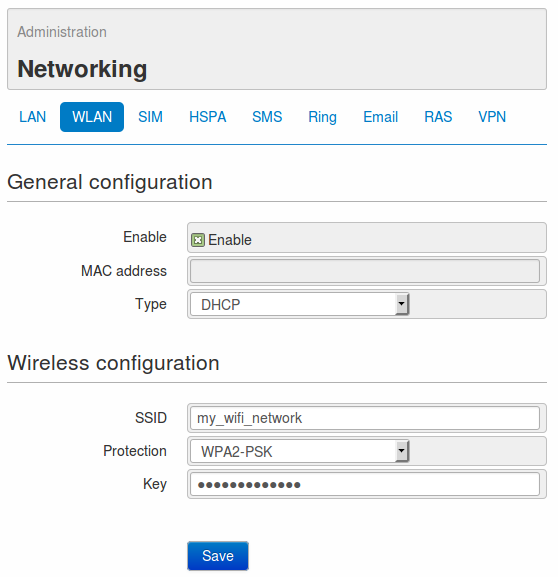 Administration
Networking
LAN WLAN SIM HSPA SMS Ring Email RAS VPN
General configuration
Enable Enable
MAC address
Type DHCP
Wireless configuration
SSID my_wifi_network
Protection WPA2-PSK
Key •••••••••••••
Save